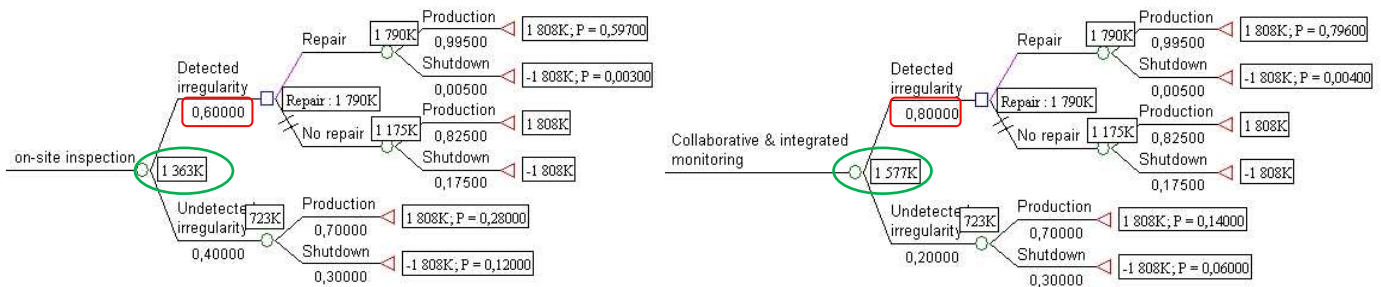 Production
Repair
1 790K
1 808K; P = 0,59700
0,99500
Detected
irregularity
Shutdown
-1 808K; P = 0,00300
0,00500
0,60000
Repair : 1 790K
Production
1 808K
No repair
1 175K
0,82500
Shutdown
-1 808K
0,17500
on-site inspection
1 363K
Undetected
irregularity
723K
Production
1 808K; P = 0,28000
0,70000
0,40000
Shutdown
-1 808K; P = 0,12000
0,30000
Production
Repair
1 790K
1 808K; P = 0,79600
0,99500
Detected
irregularity
Shutdown
-1 808K; P = 0,00400
0,00500
0,80000
Repair : 1 790K
Production
1 808K
No repair
1 175K
0,82500
Shutdown
-1 808K
0,17500
Collaborative & integrated
monitoring
1 577K
Undetected
irregularity
723K
Production
1 808K; P = 0,14000
0,70000
0,20000
Shutdown
-1 808K; P = 0,06000
0,30000